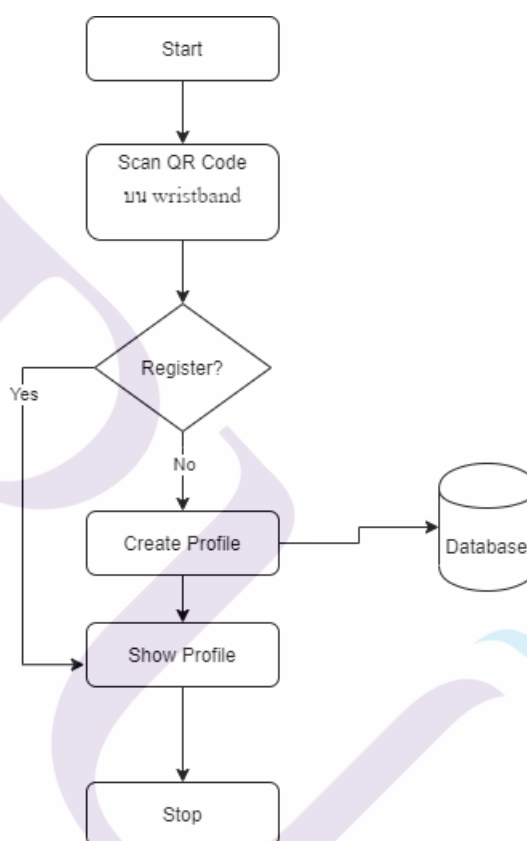 Start
Scan QR Code
บน wristband
Register?
Yes
No
Create Profile
Database
Show Profile
Stop